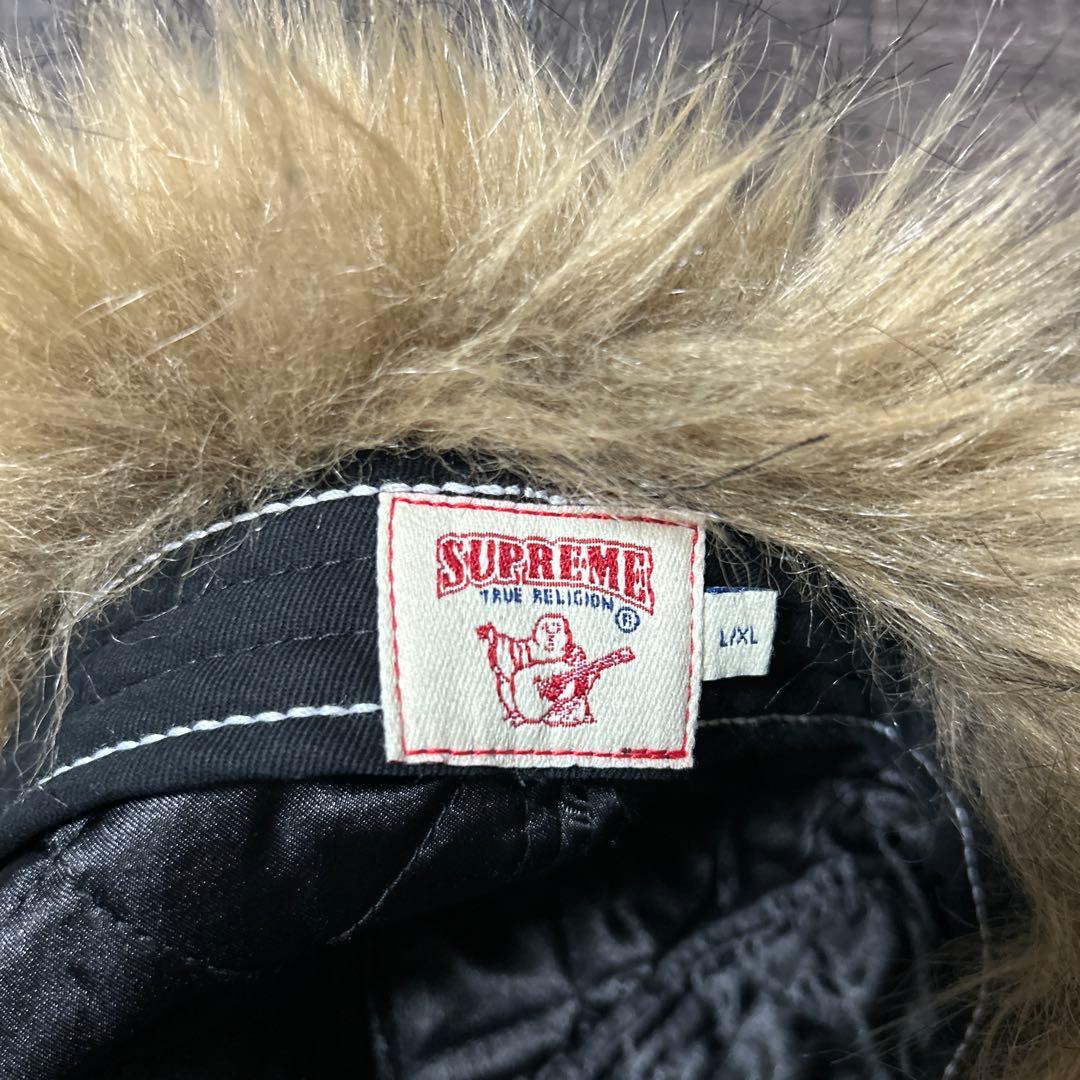 SUPREME
TRUE RELIGION
®
L/XL